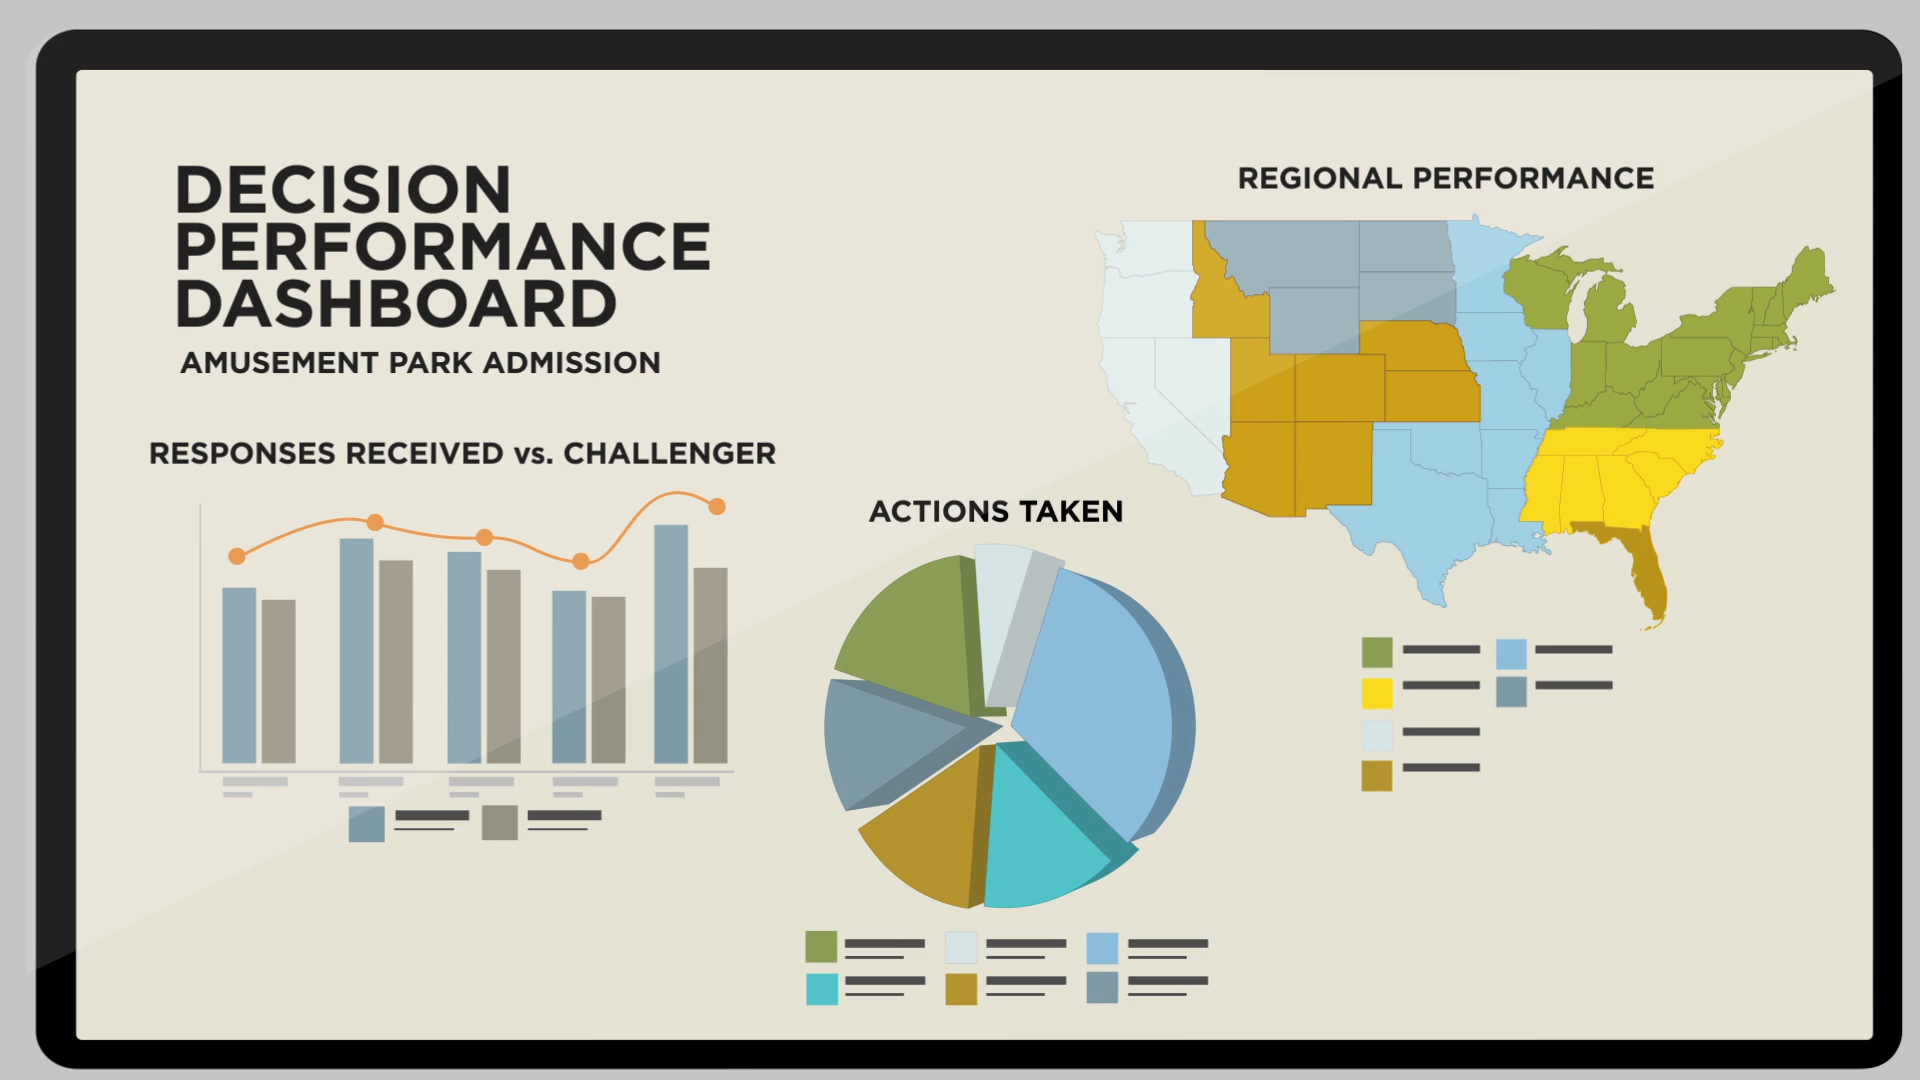 DECISION
PERFORMANCE
DASHBOARD
AMUSEMENT PARK ADMISSION
RESPONSES RECEIVED vs. CHALLENGER
ACTIONS TAKEN
REGIONAL PERFORMANCE